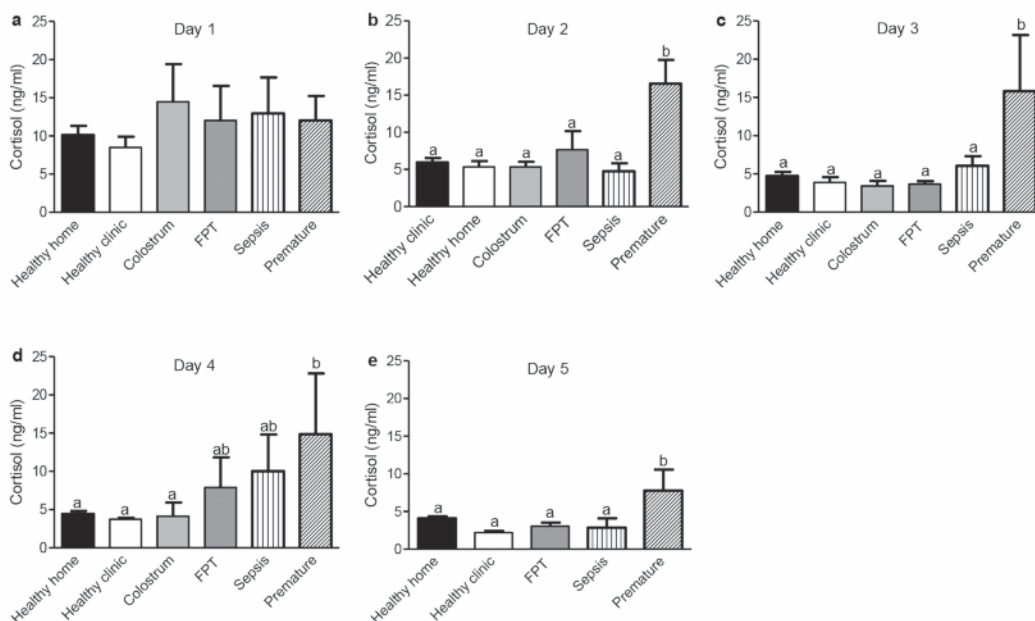 a
Day 1
Cortisol (ng/ml)
25
20
15
10
5
0
Healthy home
Healthy clinic
Colostrum
FPT
Sepsis
Premature
b
Day 2
Cortisol (ng/ml)
25
20
15
10
5
0
a
a
a
a
a
b
Healthy clinic
Healthy home
Colostrum
FPT
Sepsis
Premature
c
Day 3
Cortisol (ng/ml)
25
20
15
10
5
0
a
a
a
a
a
b
Healthy home
Healthy clinic
Colostrum
FPT
Sepsis
Premature
d
Day 4
Cortisol (ng/ml)
25
20
15
10
5
0
a
a
a
ab
ab
b
Healthy home
Healthy clinic
Colostrum
FPT
Sepsis
Premature
e
Day 5
Cortisol (ng/ml)
25
20
15
10
5
0
a
a
a
a
b
Healthy home
Healthy clinic
FPT
Sepsis
Premature